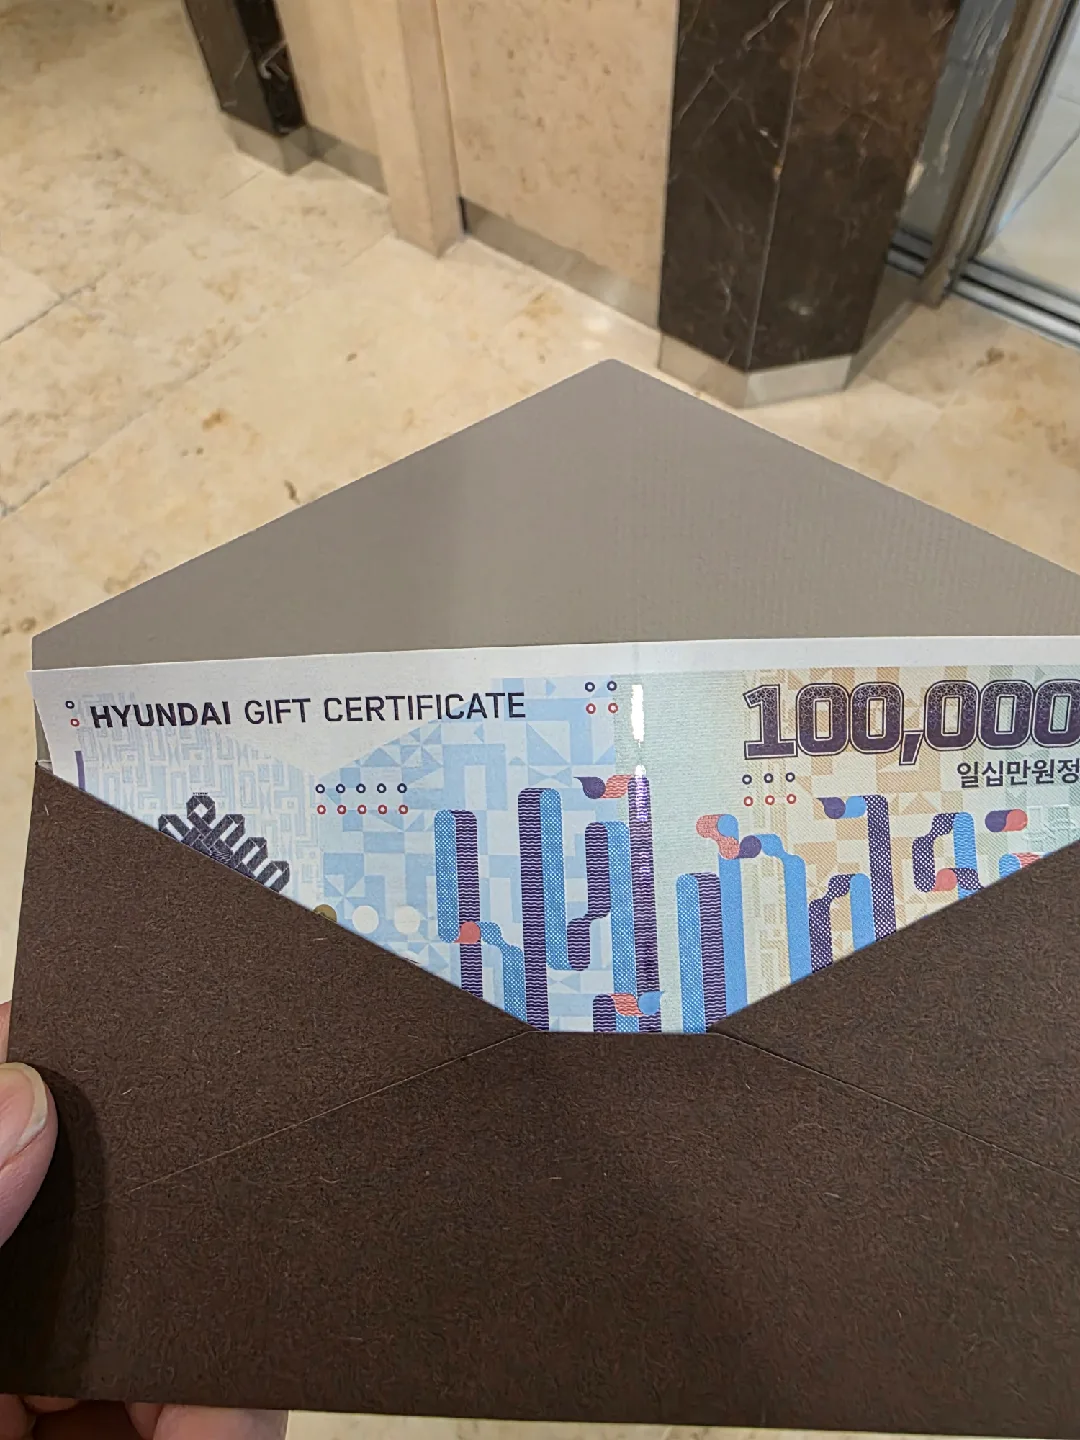 HYUNDAI GIFT CERTIFICATE
100,000
일십만원정